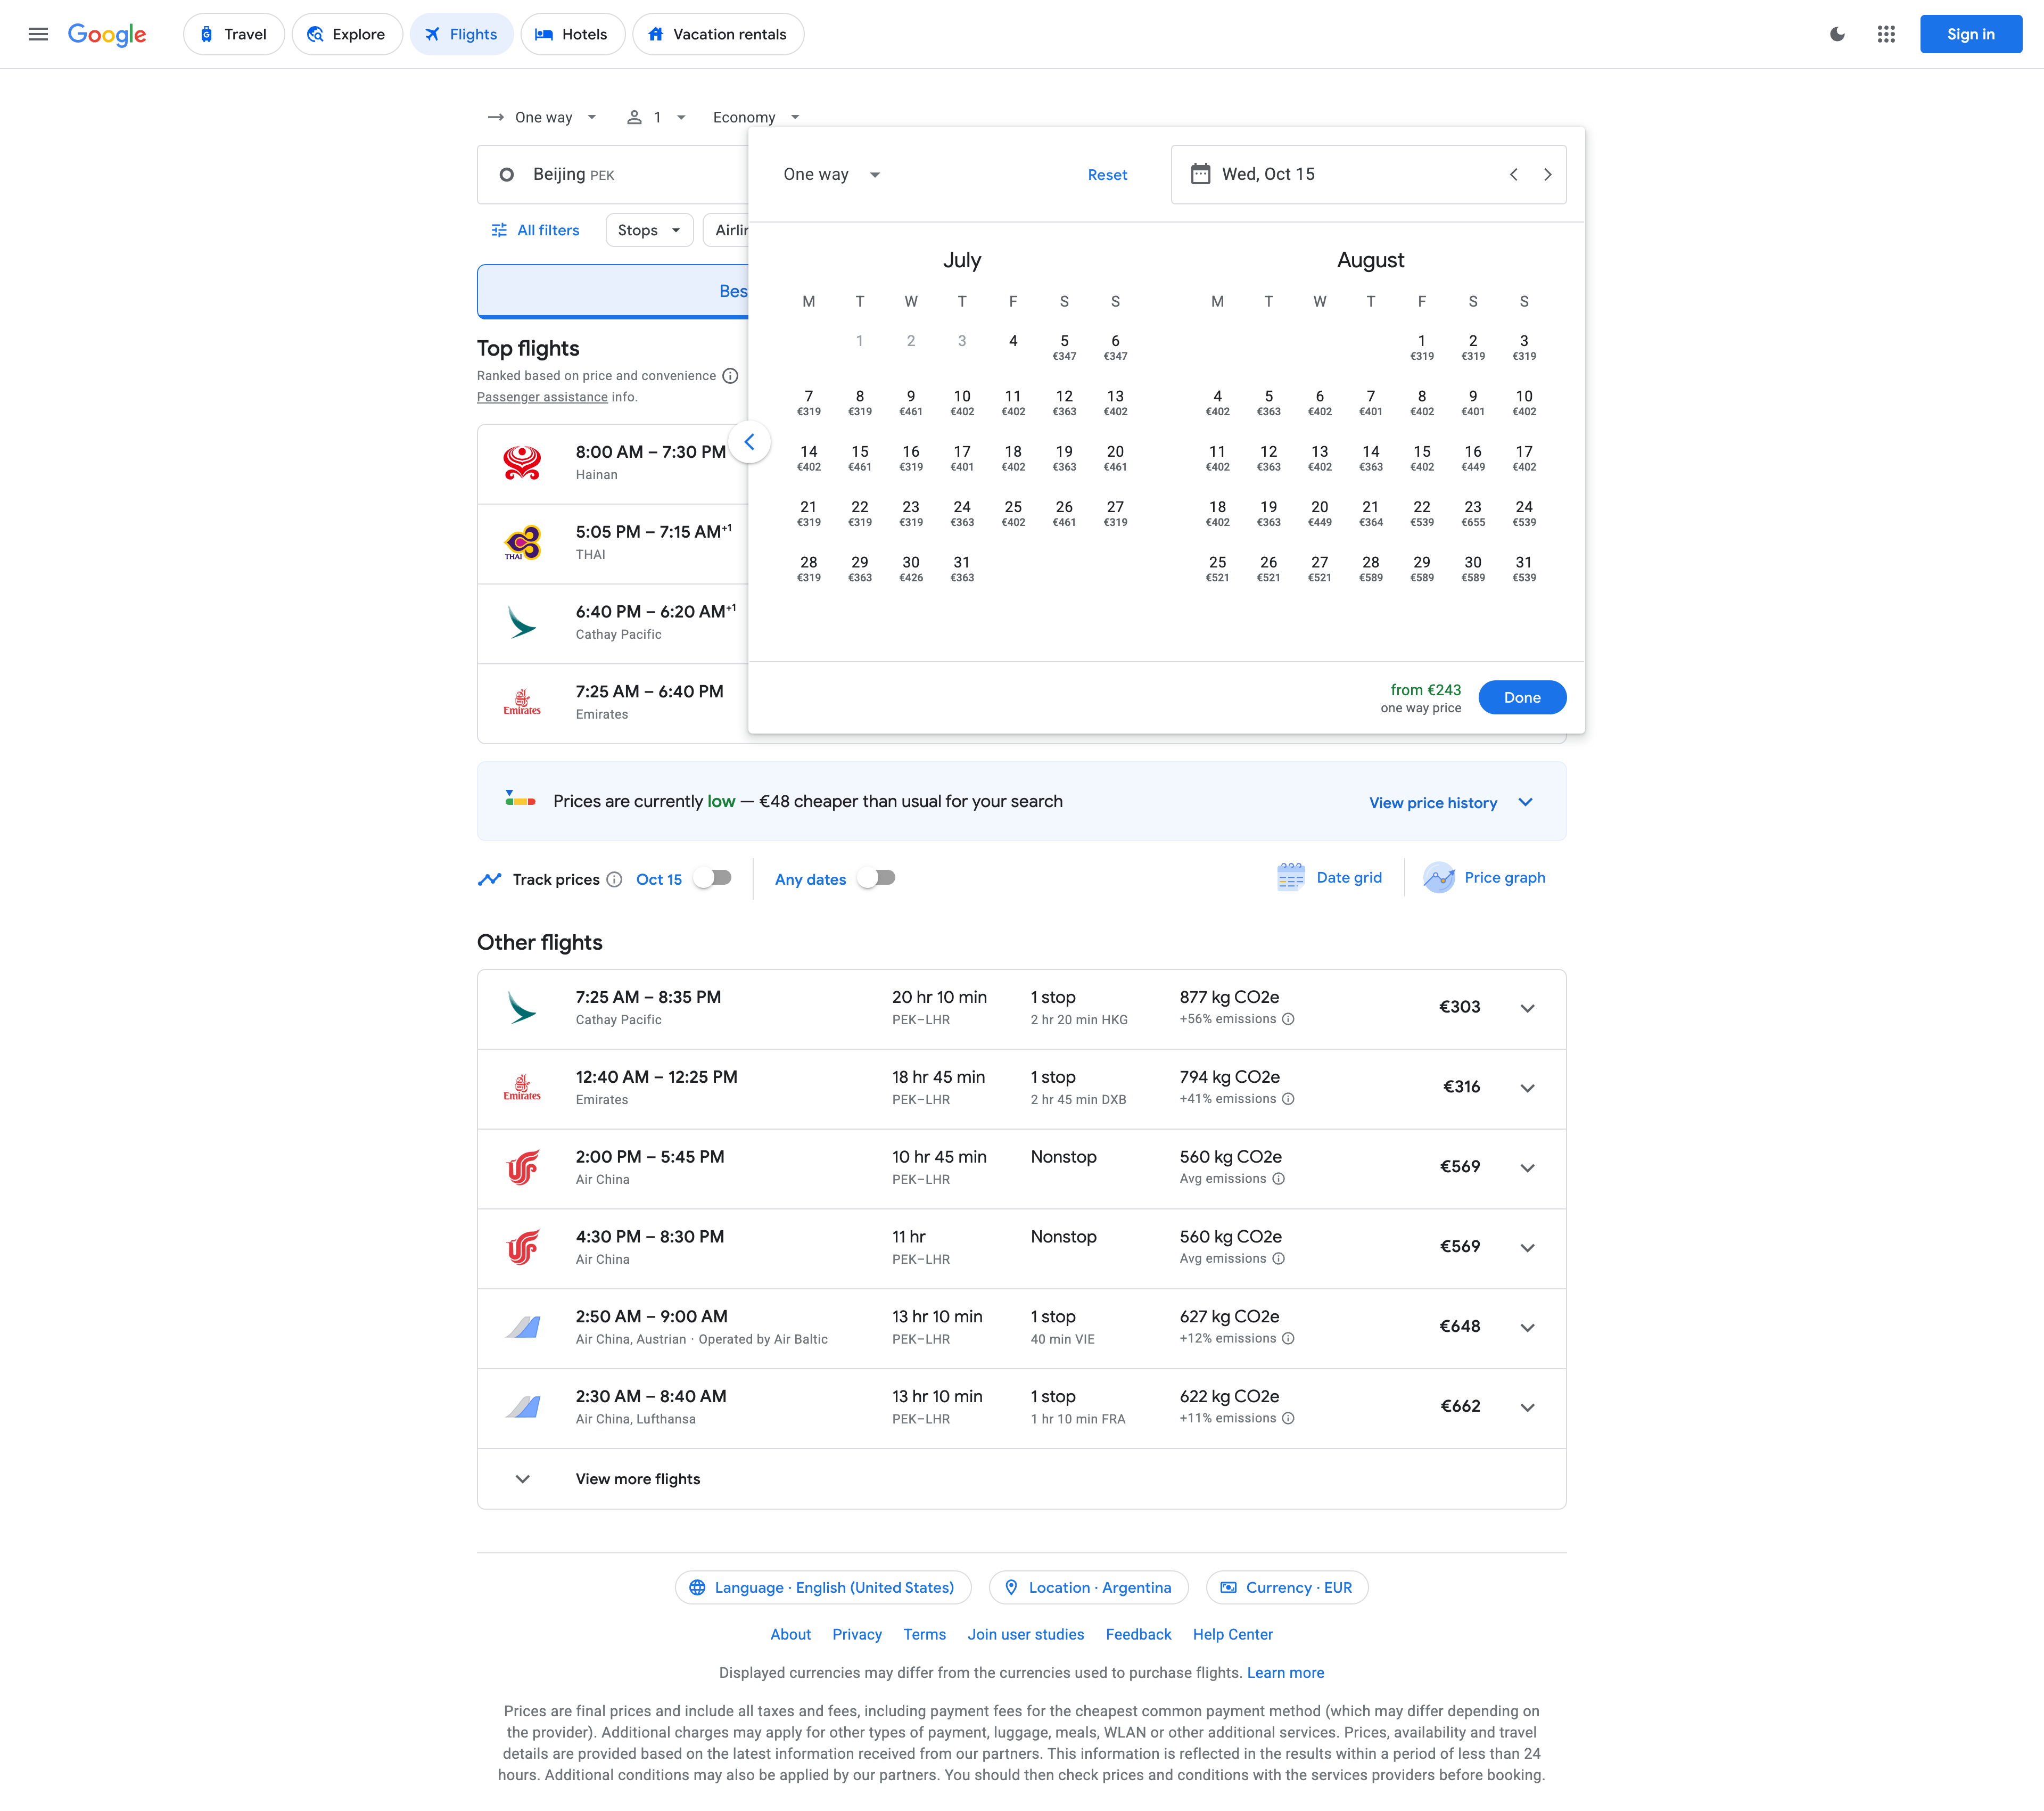 Google
Travel
Explore
Flights
Hotels
Vacation rentals
Sign in
One way
1
Economy
Beijing PEK
One way
Reset
Wed, Oct 15
All filters
Stops
July
August
M T W T F S S
M T W T F S S
1 2 3 4 5 6
€347 €347
7 8 9 10 11 12 13
€319 €319 €461 €402 €402 €363 €402
14 15 16 17 18 19 20
€402 €461 €319 €401 €402 €363 €461
21 22 23 24 25 26 27
€319 €319 €319 €363 €402 €461 €319
28 29 30 31
€319 €363 €426 €363
1 2 3
€319 €319 €319
4 5 6 7 8 9 10
€402 €363 €402 €401 €402 €401 €402
11 12 13 14 15 16 17
€402 €363 €402 €363 €402 €449 €402
18 19 20 21 22 23 24
€402 €363 €449 €364 €539 €655 €539
25 26 27 28 29 30 31
€521 €521 €521 €589 €589 €589 €539
from €243
one way price
Done
Top flights
Ranked based on price and convenience
Passenger assistance info.
8:00 AM – 7:30 PM
Hainan
5:05 PM – 7:15 AM+1
THAI
THAI
6:40 PM – 6:20 AM+1
Cathay Pacific
7:25 AM – 6:40 PM
Emirates
Emirates
Prices are currently low — €48 cheaper than usual for your search
View price history
Track prices
Oct 15
Any dates
Date grid
Price graph
Other flights
7:25 AM – 8:35 PM
Cathay Pacific
20 hr 10 min
PEK–LHR
1 stop
2 hr 20 min HKG
877 kg CO2e
+56% emissions
€303
Emirates
12:40 AM – 12:25 PM
Emirates
18 hr 45 min
PEK–LHR
1 stop
2 hr 45 min DXB
794 kg CO2e
+41% emissions
€316
2:00 PM – 5:45 PM
Air China
10 hr 45 min
PEK–LHR
Nonstop
560 kg CO2e
Avg emissions
€569
4:30 PM – 8:30 PM
Air China
11 hr
PEK–LHR
Nonstop
560 kg CO2e
Avg emissions
€569
2:50 AM – 9:00 AM
Air China, Austrian · Operated by Air Baltic
13 hr 10 min
PEK–LHR
1 stop
40 min VIE
627 kg CO2e
+12% emissions
€648
2:30 AM – 8:40 AM
Air China, Lufthansa
13 hr 10 min
PEK–LHR
1 stop
1 hr 10 min FRA
622 kg CO2e
+11% emissions
€662
View more flights
Language · English (United States)
Location · Argentina
Currency · EUR
About
Privacy
Terms
Join user studies
Feedback
Help Center
Displayed currencies may differ from the currencies used to purchase flights. Learn more
Prices are final prices and include all taxes and fees, including payment fees for the cheapest common payment method (which may differ depending on
the provider). Additional charges may apply for other types of payment, luggage, meals, WLAN or other additional services. Prices, availability and travel
details are provided based on the latest information received from our partners. This information is reflected in the results within a period of less than 24
hours. Additional conditions may also be applied by our partners. You should then check prices and conditions with the services providers before booking.